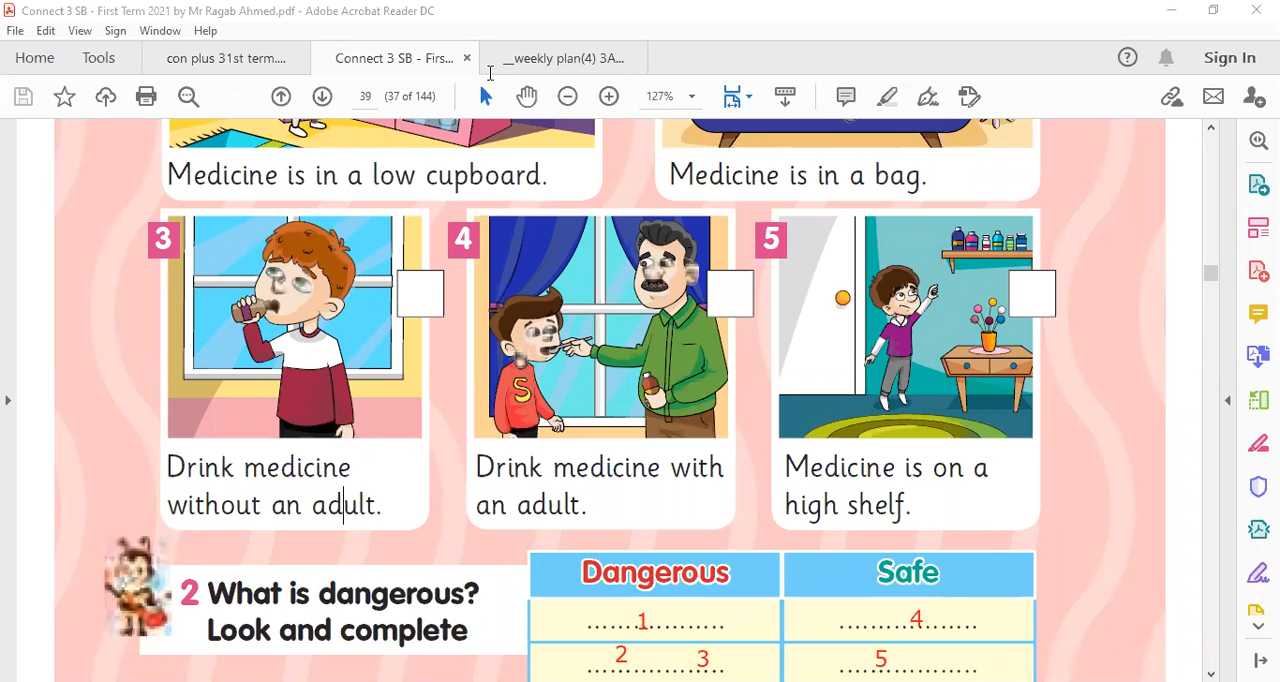 Connect 3 SB - First Term 2021 by Mr Ragab Ahmed.pdf - Adobe Acrobat Reader DC
File Edit View Sign Window Help
Home Tools con plus 31st term.... Connect 3 SB - Firs... × __weekly plan(4) 3A... Sign In
39 (37 of 144) 127%
Medicine is in a low cupboard.
Medicine is in a bag.
3
Drink medicine
without an adult.
4
S
Drink medicine with
an adult.
5
Medicine is on a
high shelf.
2 What is dangerous?
Look and complete
Dangerous Safe
.......1.......... .........4.......
....2........3... .....5............